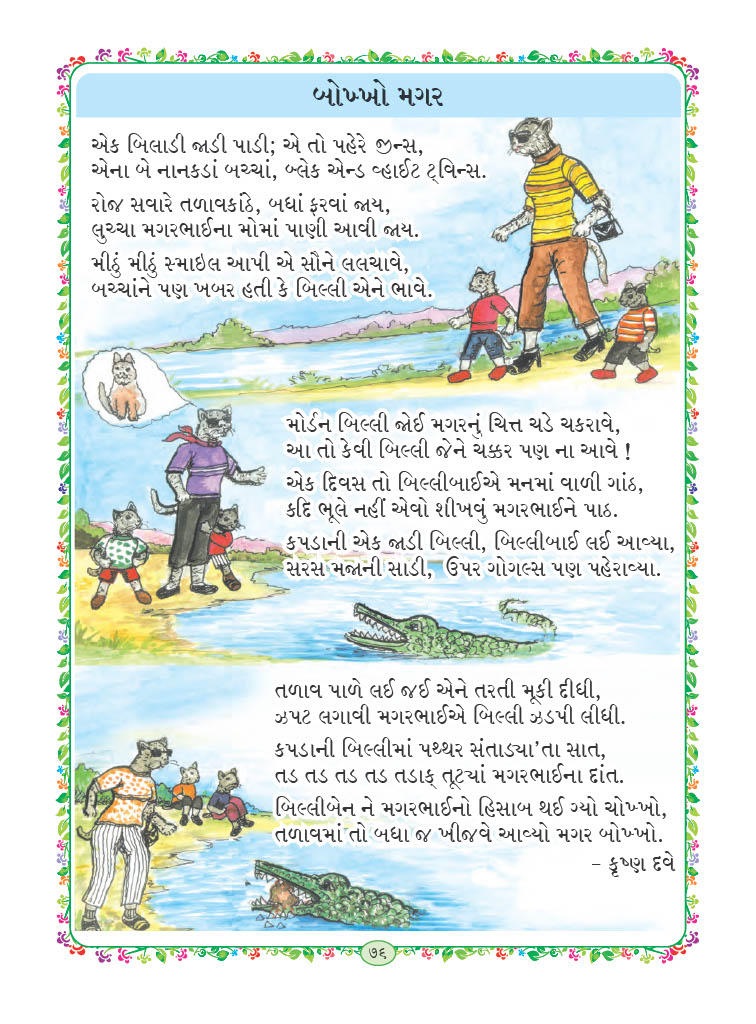 બોખ્ખો મગર
એક બિલાડી જાડી પાડી; એ તો પહેરે જીન્સ,
એના બે નાનકડાં બચ્ચાં, બ્લેક એન્ડ વ્હાઈટ ટ્વિન્સ.
રોજ સવારે તળાવકાંઠે, બધાં ફરવાં જાય,
લુચ્ચા મગરભાઈના મોમાં પાણી આવી જાય.
મીઠું મીઠું સ્માઇલ આપી એ સૌને લલચાવે,
બચ્ચાંને પણ ખબર હતી કે બિલ્લી એને ભાવે.
મોર્ડન બિલ્લી જોઈ મગરનું ચિત્ત ચડે ચકરાવે,
આ તો કેવી બિલ્લી જેને ચક્કર પણ ના આવે !
એક દિવસ તો બિલ્લીબાઈએ મનમાં વાળી ગાંઠ,
કદિ ભૂલે નહીં એવો શીખવું મગરભાઈને પાઠ.
કપડાની એક જાડી બિલ્લી, બિલ્લીબાઈ લઈ આવ્યા,
સરસ મજાની સાડી, ઉપર ગોગલ્સ પણ પહેરાવ્યા.
તળાવ પાળે લઈ જઈ એને તરતી મૂકી દીધી,
ઝપટ લગાવી મગરભાઈએ બિલ્લી ઝડપી લીધી.
કપડાની બિલ્લીમાં પથ્થર સંતાડ્યા’તા સાત,
તડ તડ તડ તડ તડાક્ તૂટ્યાં મગરભાઈના દાંત.
બિલ્લીબેન ને મગરભાઈનો હિસાબ થઈ ગ્યો ચોખ્ખો,
તળાવમાં તો બધા જ ખીજવે આવ્યો મગર બોખ્ખો.
– કૃષ્ણ દવે
૭૬